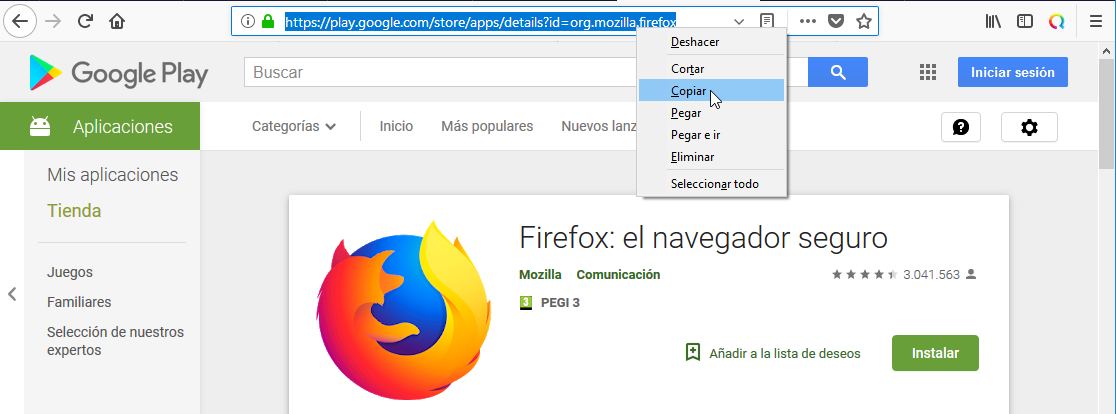 https://play.google.com/store/apps/details?id=org.mozilla.firefox
Deshacer
Cortar
Copiar
Pegar
Pegar e ir
Eliminar
Seleccionar todo
Google Play
Buscar
Iniciar sesión
Aplicaciones
Categorías
Inicio
Más populares
Nuevos lanz
Mis aplicaciones
Tienda
Juegos
Familiares
Selección de nuestros
expertos
Firefox: el navegador seguro
Mozilla Comunicación
3.041.563
3 PEGI 3
Añadir a la lista de deseos
Instalar